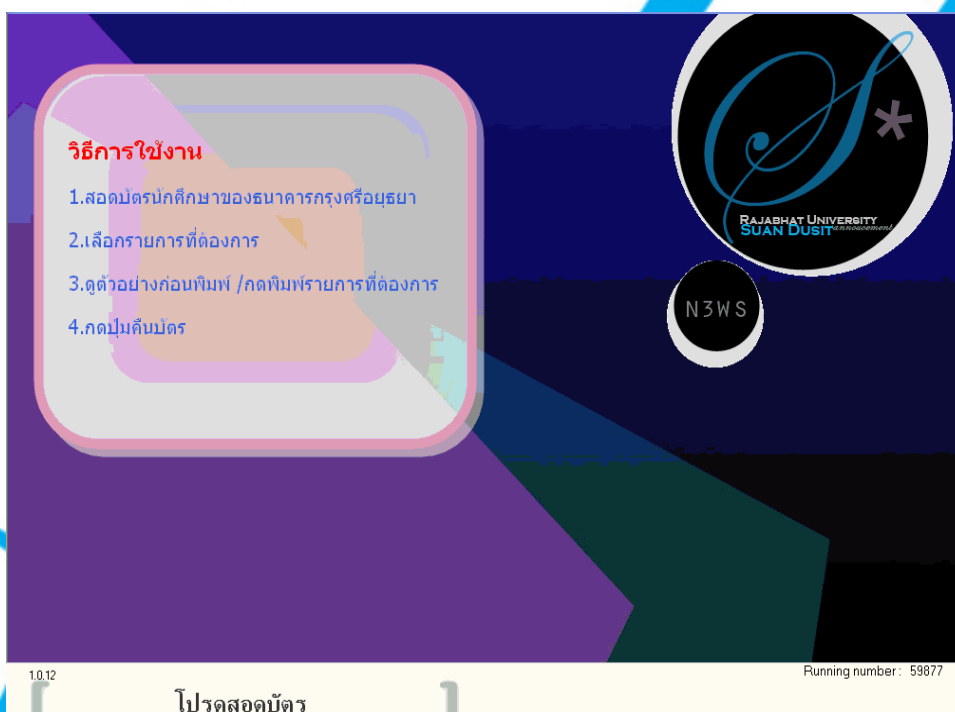 วิธีการใช้งาน
1.สอดบัตรนักศึกษาของธนาคารกรุงศรีอยุธยา
2.เลือกรายการที่ต้องการ
3.ดูตัวอย่างก่อนพิมพ์ /กดพิมพ์รายการที่ต้องการ
4.กดปุ่มคืนบัตร
RAJABHAT UNIVERSITY
SUAN DUSIT annoucement
N3WS
1.0.12
Running number : 59877
โปรดสอดบัตร